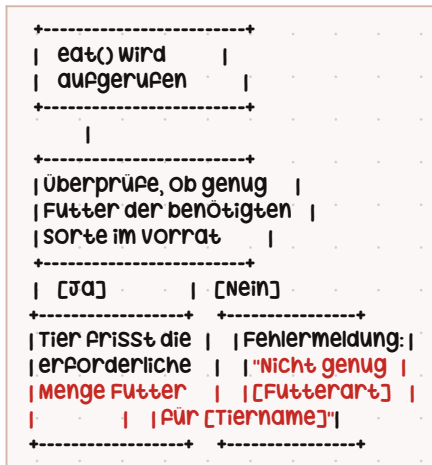 +--------------------------+
| eat() wird |
| aufgerufen |
+--------------------------+
|
+--------------------------+
| Überprüfe, ob genug |
| Futter der benötigten |
| Sorte im Vorrat |
+--------------------------+
| [Ja] | [Nein]
+-------------------+ +-----------------+
| Tier frisst die | | Fehlermeldung: |
| erforderliche | | "Nicht genug |
| Menge Futter | | [Futterart] |
| | | für [Tiername]" |
+-------------------+ +-----------------+